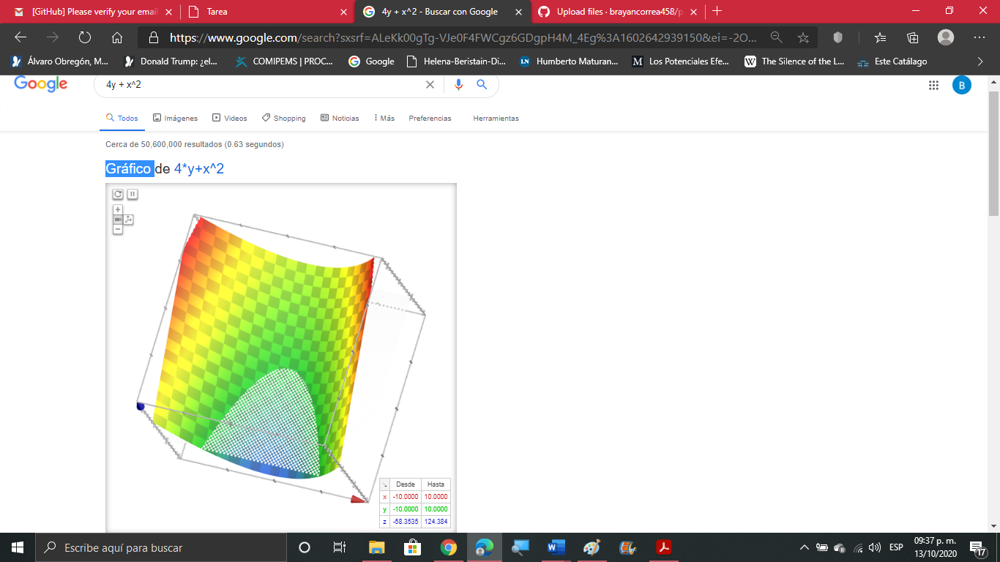 [GitHub] Please verify your email
Tarea
4y + x^2 - Buscar con Google
Upload files · brayancorrea458/p
https://www.google.com/search?sxsrf=ALeKk00gTg-VJe0F4FWCgz6GDgpH4M_4Eg%3A1602642939150&ei=-2O...
Álvaro Obregón, M...
Donald Trump: ¿el...
COMIPEMS | PROC...
Google
Helena-Beristain-Di...
LN Humberto Maturan...
M Los Potenciales Efe...
W The Silence of the L...
Este Catálago
Google
4y + x^2
B
Todos
Imágenes
Videos
Shopping
Noticias
Más
Preferencias
Herramientas
Cerca de 50,600,000 resultados (0.63 segundos)
Gráfico de 4*y+x^2
Desde Hasta
x -10.0000 10.0000
y -10.0000 10.0000
z -58.3535 124.384
Escribe aquí para buscar
ESP
09:37 p. m.
13/10/2020
17